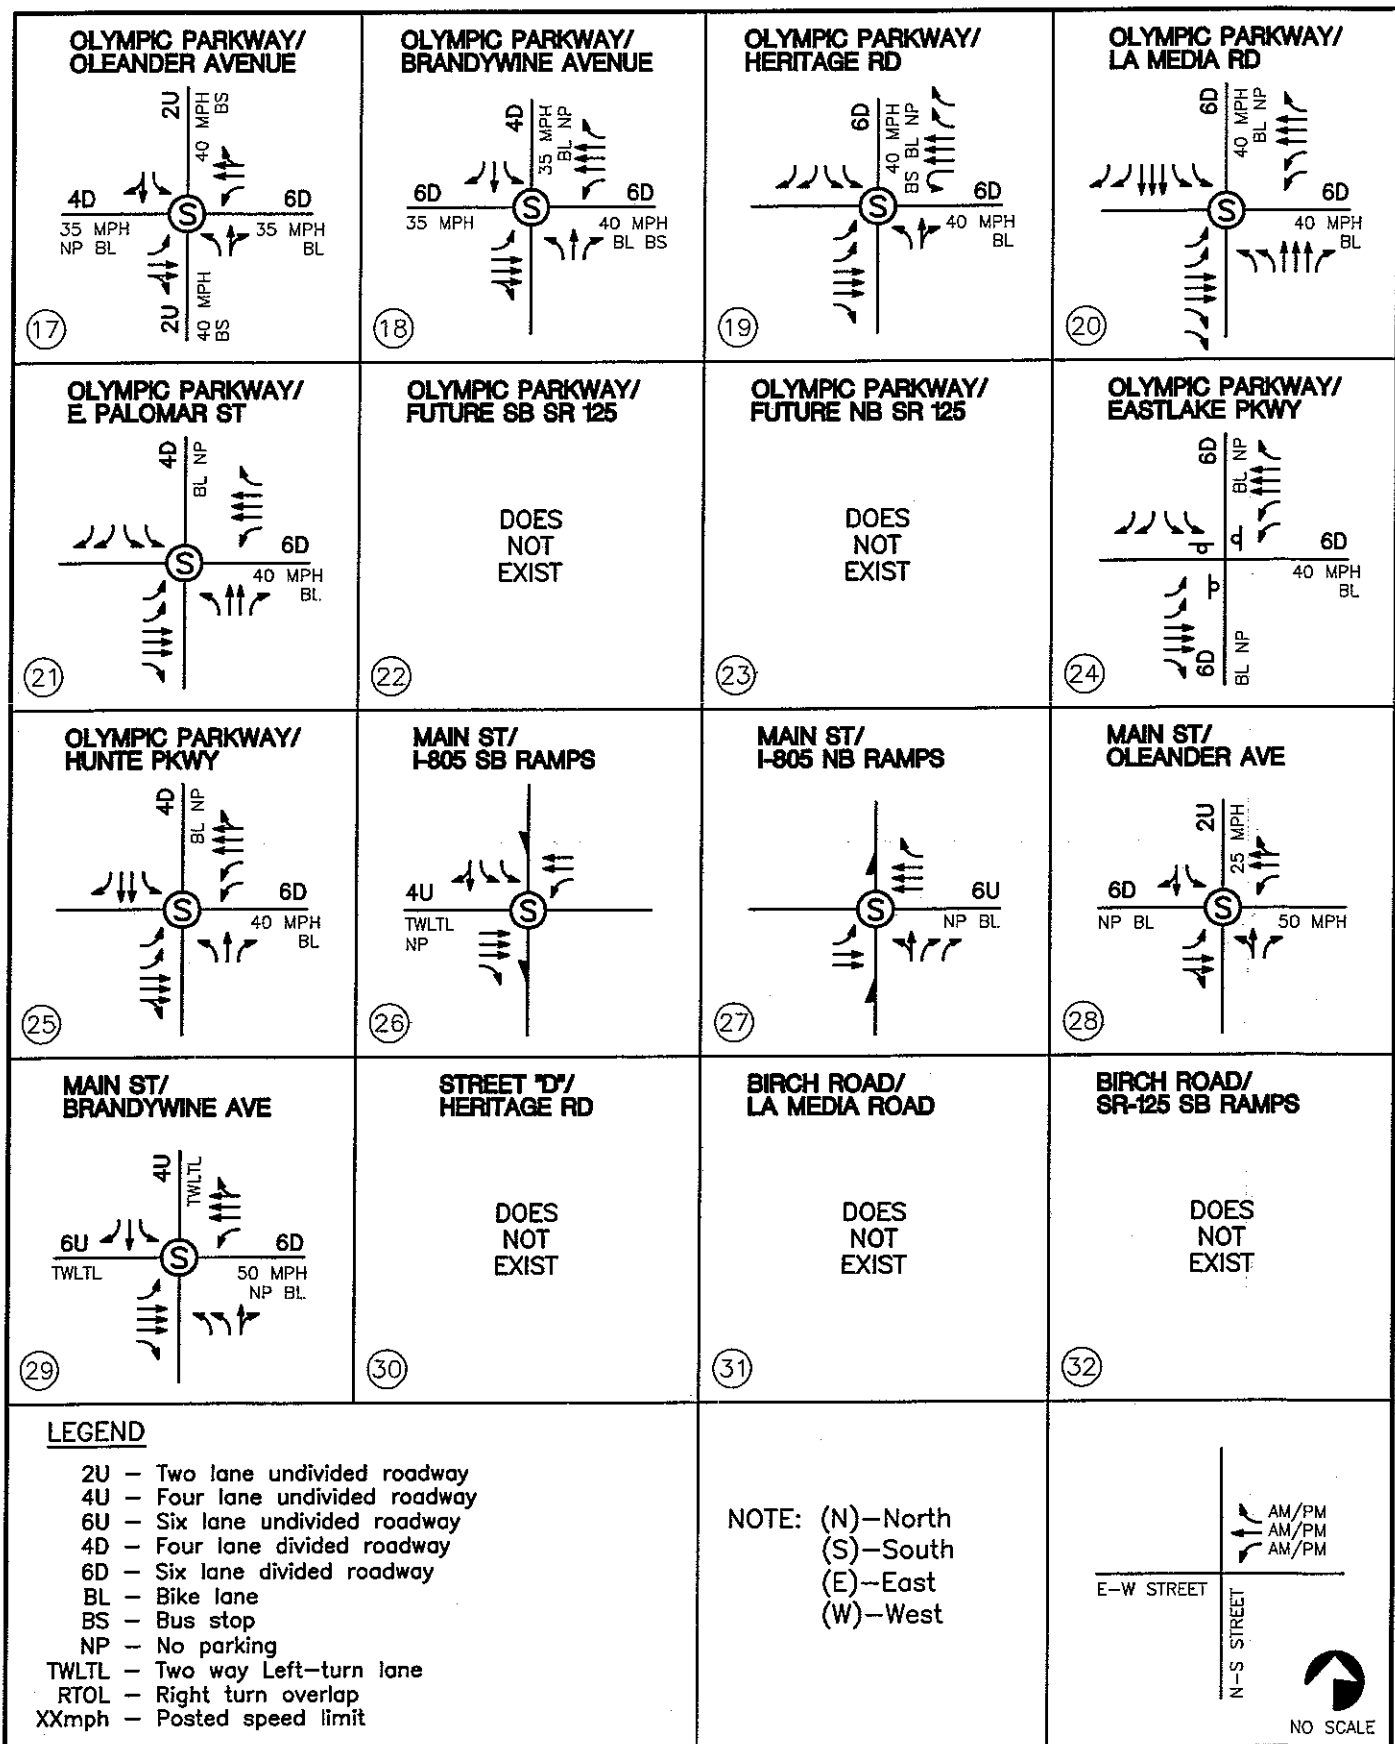 OLYMPIC PARKWAY/
OLEANDER AVENUE
2U
40 MPH
BS
4D
6D
S
35 MPH
NP BL
35 MPH
BL
2U
40 MPH
BS
17
OLYMPIC PARKWAY/
BRANDYWINE AVENUE
4D
35 MPH
BL NP
6D
6D
S
35 MPH
40 MPH
BL BS
18
OLYMPIC PARKWAY/
HERITAGE RD
6D
40 MPH
BS BL NP
6D
S
40 MPH
BL
19
OLYMPIC PARKWAY/
LA MEDIA RD
6D
40 MPH
BL NP
6D
S
40 MPH
BL
20
OLYMPIC PARKWAY/
E. PALOMAR ST
4D
BL NP
6D
S
40 MPH
BL
21
OLYMPIC PARKWAY/
FUTURE SB SR 125
DOES
NOT
EXIST
22
OLYMPIC PARKWAY/
FUTURE NB SR 125
DOES
NOT
EXIST
23
OLYMPIC PARKWAY/
EASTLAKE PKWY
6D
BL NP
6D
40 MPH
BL
6D
BL NP
24
OLYMPIC PARKWAY/
HUNTE PKWY
4D
BL NP
6D
S
40 MPH
BL
25
MAIN ST/
I-805 SB RAMPS
4U
S
TWLTL
NP
26
MAIN ST/
I-805 NB RAMPS
6U
S
NP BL
27
MAIN ST/
OLEANDER AVE
2U
25 MPH
6D
S
NP BL
50 MPH
28
MAIN ST/
BRANDYWINE AVE
4U
TWLTL
6U
6D
S
TWLTL
50 MPH
NP BL
29
STREET "D"/
HERITAGE RD
DOES
NOT
EXIST
30
BIRCH ROAD/
LA MEDIA ROAD
DOES
NOT
EXIST
31
BIRCH ROAD/
SR-125 SB RAMPS
DOES
NOT
EXIST
32
LEGEND
2U – Two lane undivided roadway
4U – Four lane undivided roadway
6U – Six lane undivided roadway
4D – Four lane divided roadway
6D – Six lane divided roadway
BL – Bike lane
BS – Bus stop
NP – No parking
TWLTL – Two way Left-turn lane
RTOL – Right turn overlap
XXmph – Posted speed limit
NOTE: (N)-North
(S)-South
(E)-East
(W)-West
AM/PM
AM/PM
AM/PM
E-W STREET
N-S STREET
NO SCALE